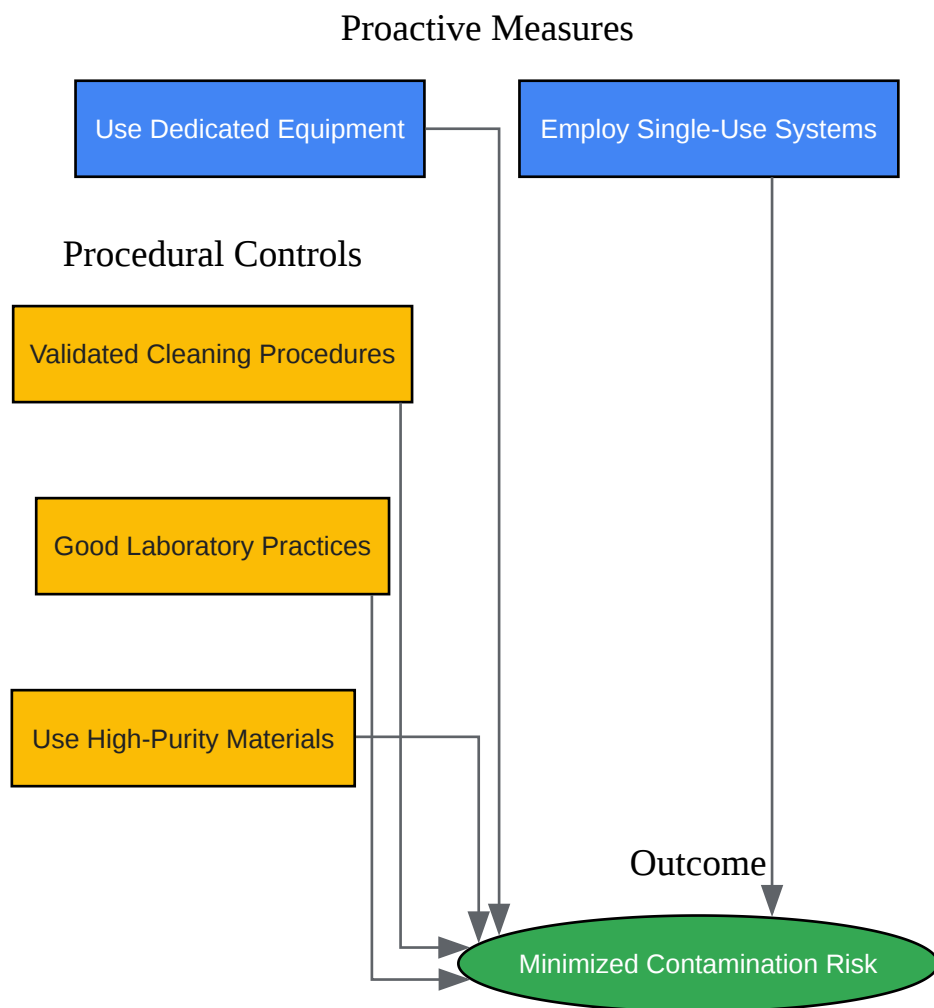 Proactive Measures
Use Dedicated Equipment
Employ Single-Use Systems
Procedural Controls
Validated Cleaning Procedures
Good Laboratory Practices
Use High-Purity Materials
Outcome
Minimized Contamination Risk